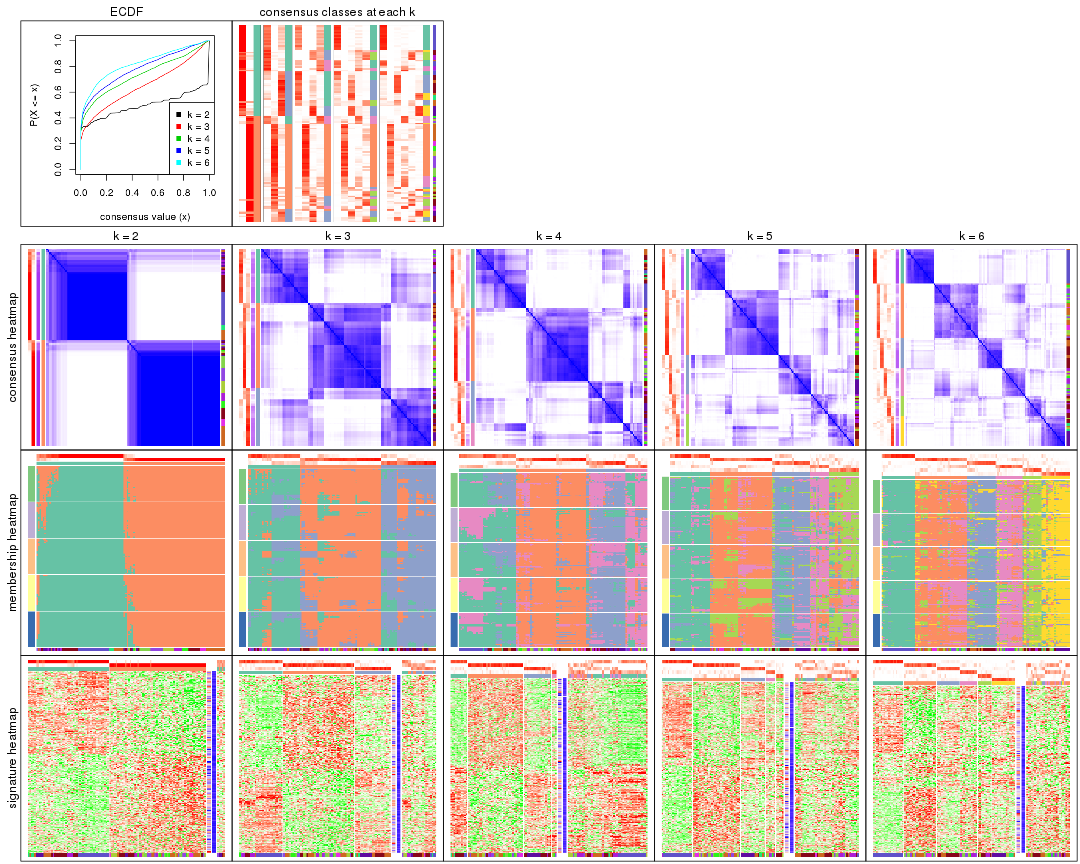 ECDF
consensus classes at each k
P(X <= x)
0.0 0.2 0.4 0.6 0.8 1.0
k = 2
k = 3
k = 4
k = 5
k = 6
0.0 0.2 0.4 0.6 0.8 1.0
consensus value (x)
k = 2 k = 3 k = 4 k = 5 k = 6
consensus heatmap
membership heatmap
signature heatmap